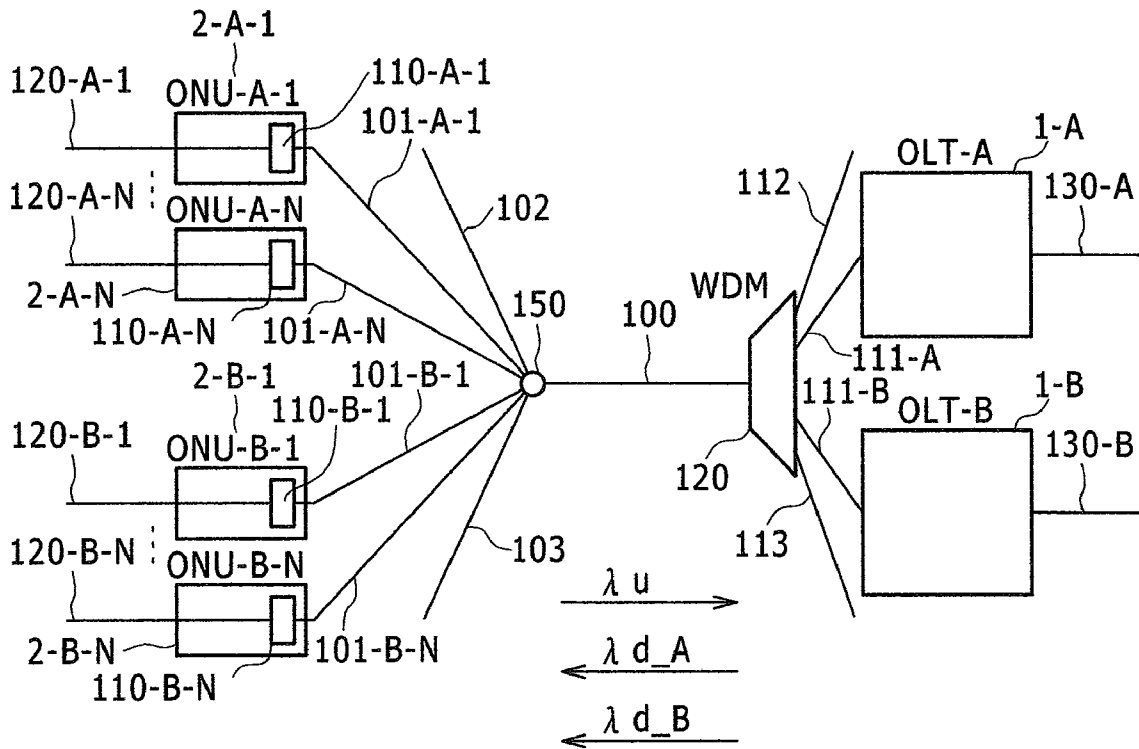 2-A-1
120-A-1
ONU-A-1
110-A-1
101-A-1
120-A-N
ONU-A-N
102
2-A-N
110-A-N
101-A-N
150
100
WDM
112
OLT-A
1-A
130-A
111-A
2-B-1
101-B-1
110-B-1
120-B-1
ONU-B-1
111-B
OLT-B
1-B
130-B
120
113
120-B-N
ONU-B-N
103
2-B-N
110-B-N
101-B-N
λ u
λ d_A
λ d_B